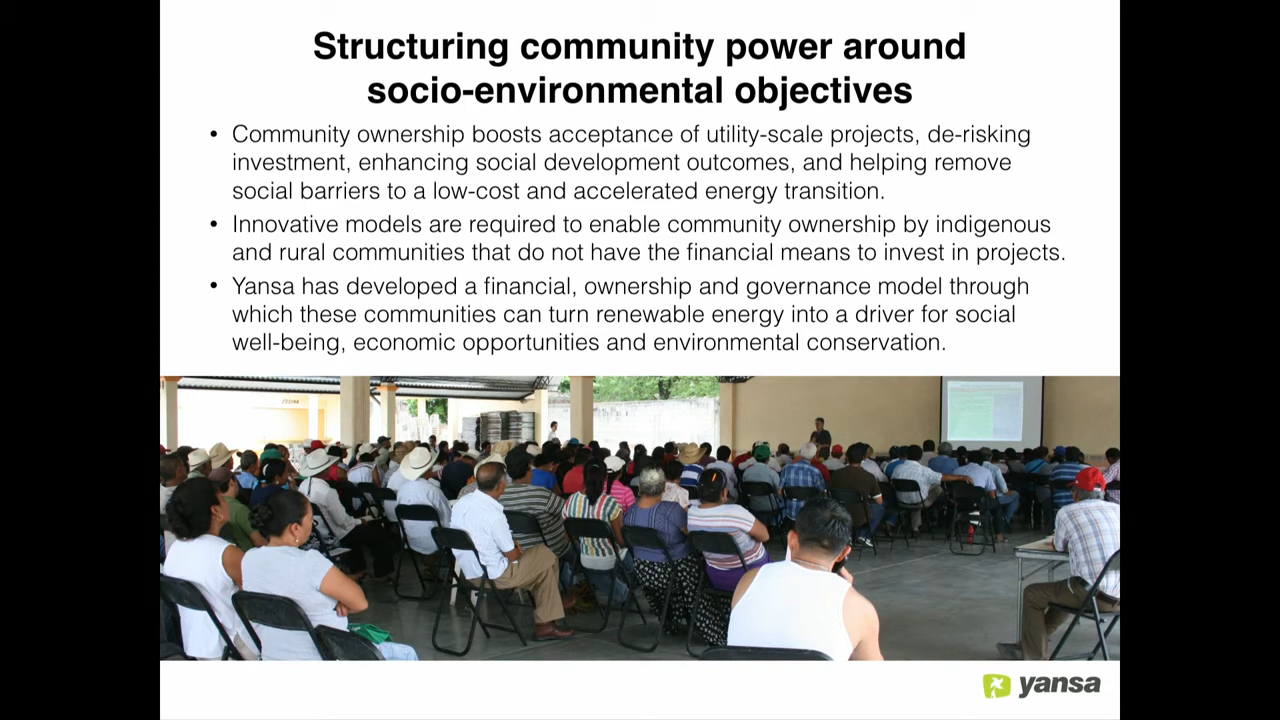 Structuring community power around
socio-environmental objectives
• Community ownership boosts acceptance of utility-scale projects, de-risking
investment, enhancing social development outcomes, and helping remove
social barriers to a low-cost and accelerated energy transition.
• Innovative models are required to enable community ownership by indigenous
and rural communities that do not have the financial means to invest in projects.
• Yansa has developed a financial, ownership and governance model through
which these communities can turn renewable energy into a driver for social
well-being, economic opportunities and environmental conservation.
yansa